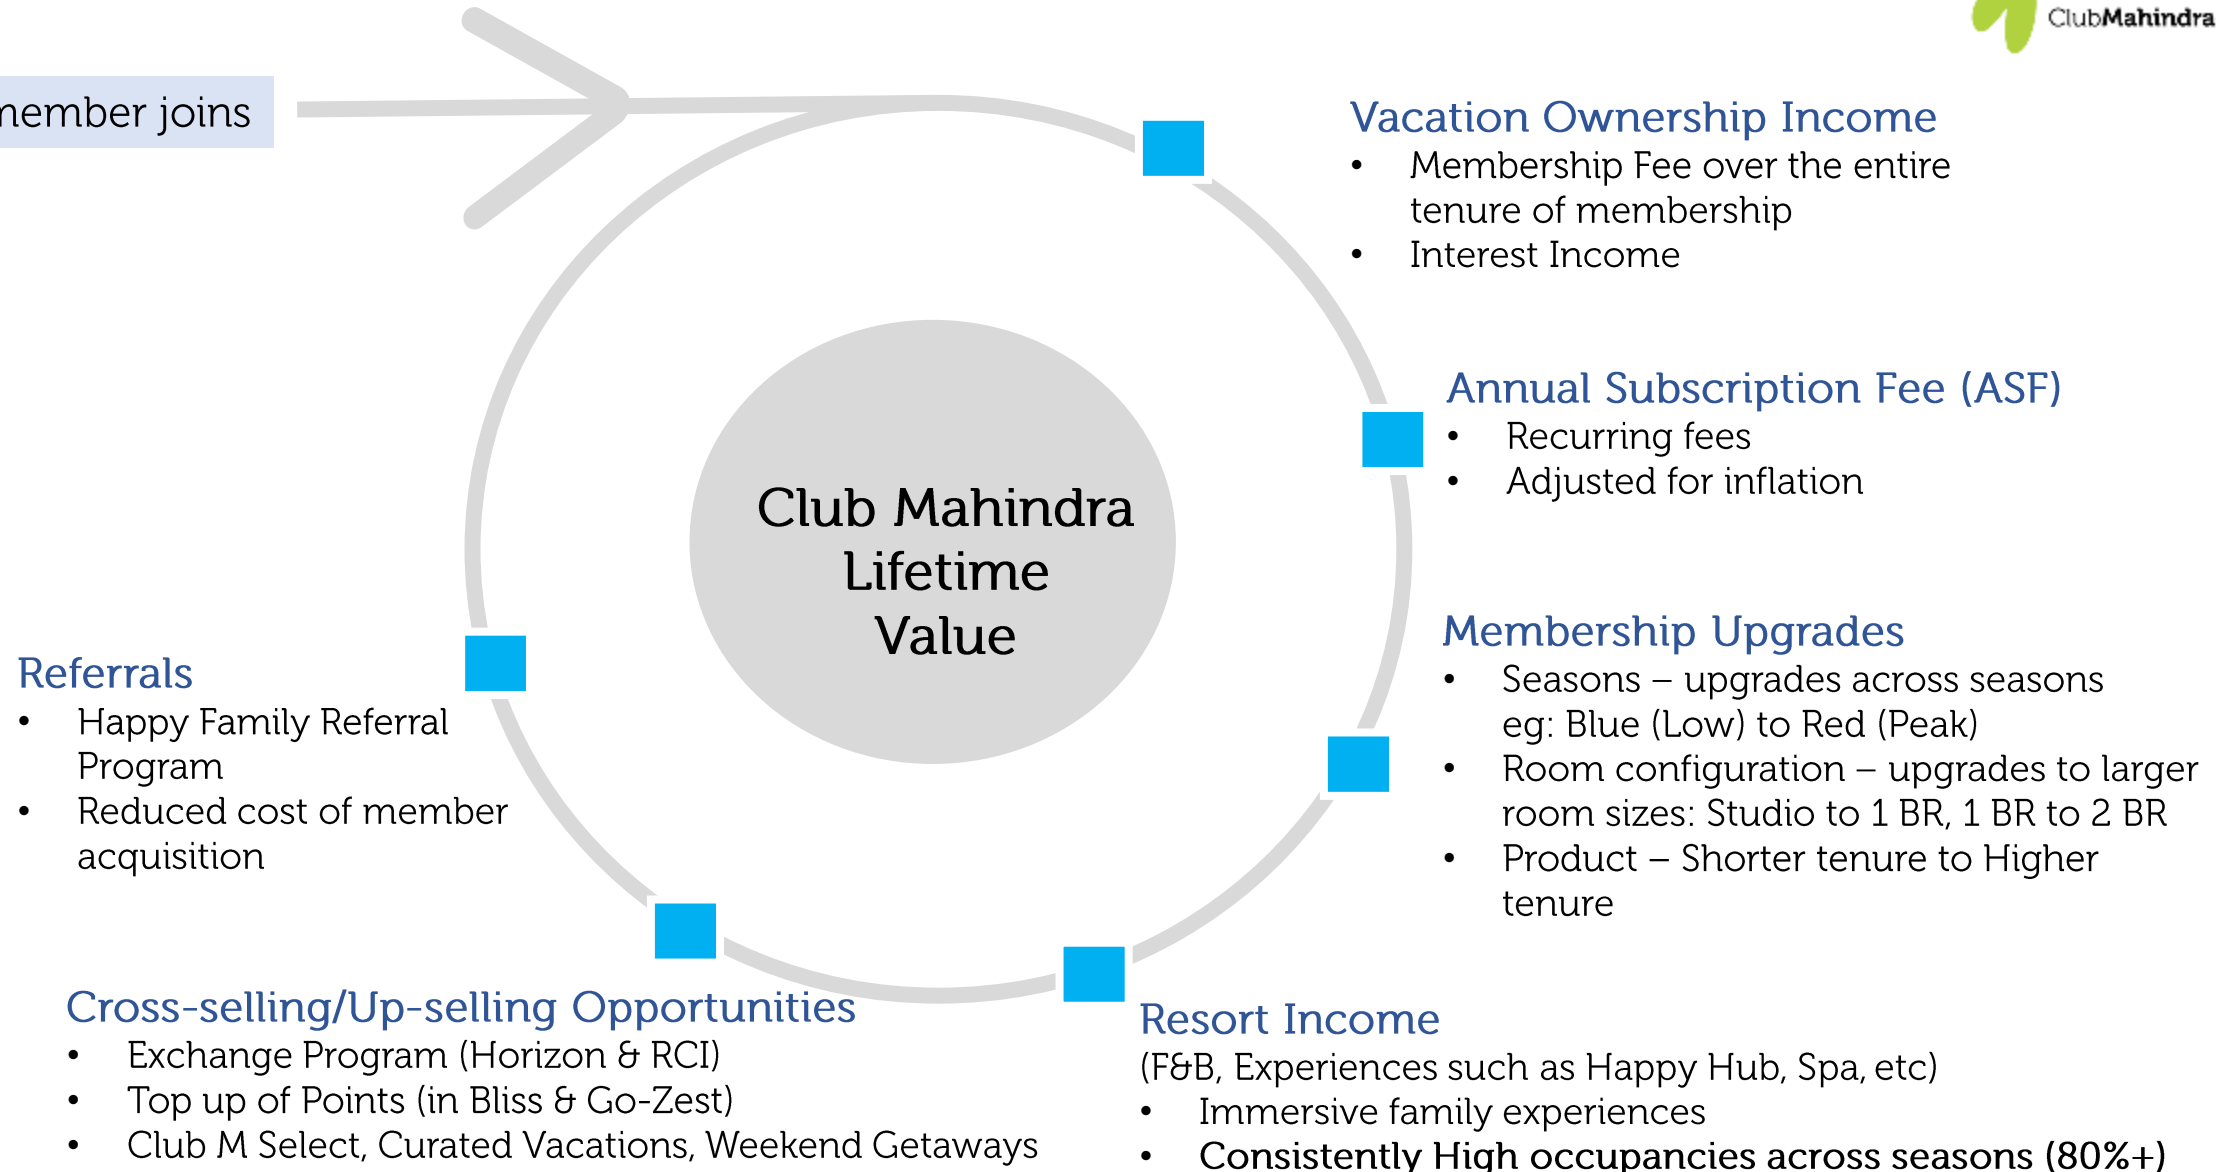 ClubMahindra
member joins
Vacation Ownership Income
• Membership Fee over the entire
tenure of membership
• Interest Income
Annual Subscription Fee (ASF)
• Recurring fees
• Adjusted for inflation
Club Mahindra
Lifetime
Value
Membership Upgrades
• Seasons – upgrades across seasons
eg: Blue (Low) to Red (Peak)
• Room configuration – upgrades to larger
room sizes: Studio to 1 BR, 1 BR to 2 BR
• Product – Shorter tenure to Higher
tenure
Resort Income
(F&B, Experiences such as Happy Hub, Spa, etc)
• Immersive family experiences
• Consistently High occupancies across seasons (80%+)
Cross-selling/Up-selling Opportunities
• Exchange Program (Horizon & RCI)
• Top up of Points (in Bliss & Go-Zest)
• Club M Select, Curated Vacations, Weekend Getaways
Referrals
• Happy Family Referral
Program
• Reduced cost of member
acquisition